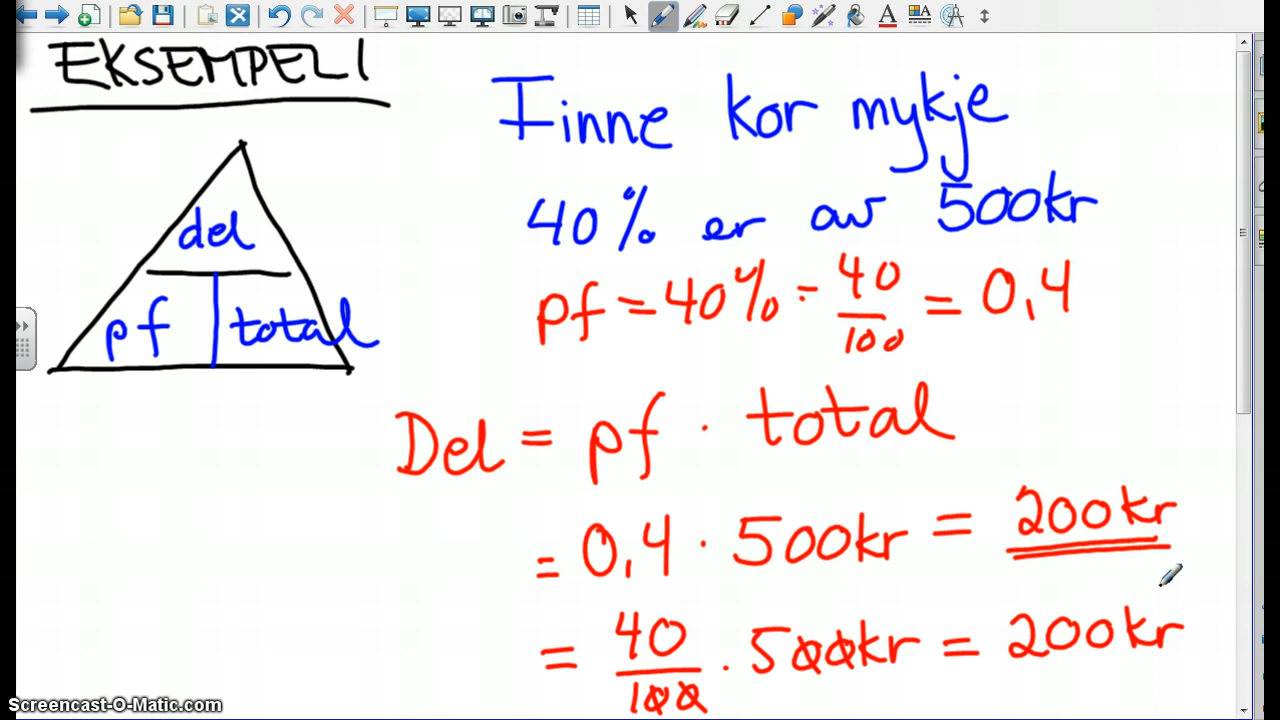 EKSEMPEL 1
del
pf total
Finne kor mykje
40% er av 500kr
pf = 40% = 40/100 = 0,4
Del = pf · total
= 0,4 · 500kr = 200kr
= 40/100 · 500kr = 200kr
Screencast-O-Matic.com